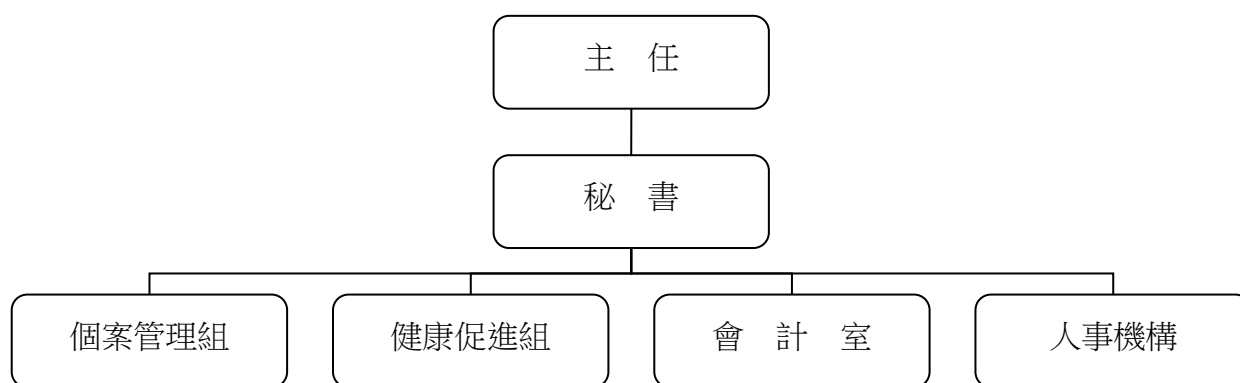 主　任
秘　書
個案管理組
健康促進組
會　計　室
人事機構